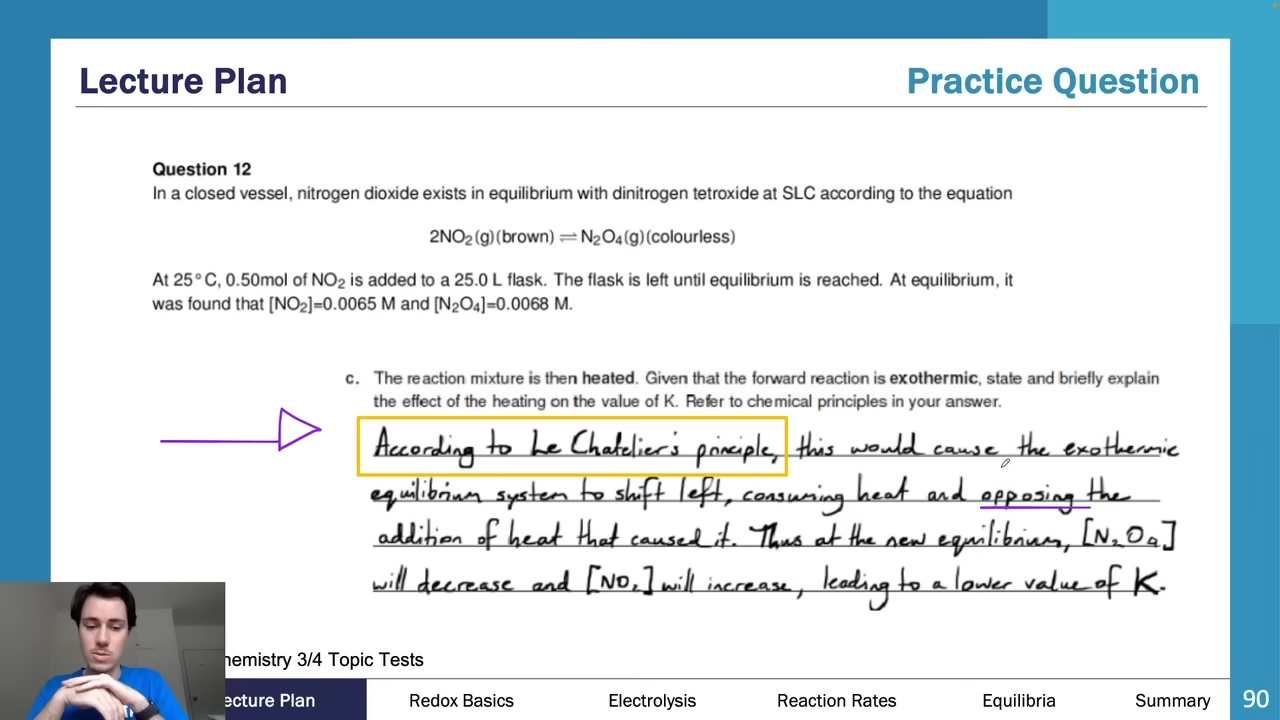 Lecture Plan
Practice Question
Question 12
In a closed vessel, nitrogen dioxide exists in equilibrium with dinitrogen tetroxide at SLC according to the equation
2NO₂(g)(brown) ⇌ N₂O₄(g)(colourless)
At 25°C, 0.50mol of NO₂ is added to a 25.0 L flask. The flask is left until equilibrium is reached. At equilibrium, it
was found that [NO₂]=0.0065 M and [N₂O₄]=0.0068 M.
c. The reaction mixture is then heated. Given that the forward reaction is exothermic, state and briefly explain
the effect of the heating on the value of K. Refer to chemical principles in your answer.
According to Le Chatelier's principle, this would cause the exothermic
equilibrium system to shift left, consuming heat and opposing the
addition of heat that caused it. Thus at the new equilibrium, [N₂O₄]
will decrease and [NO₂] will increase, leading to a lower value of K.
hemistry 3/4 Topic Tests
ecture Plan
Redox Basics
Electrolysis
Reaction Rates
Equilibria
Summary
90